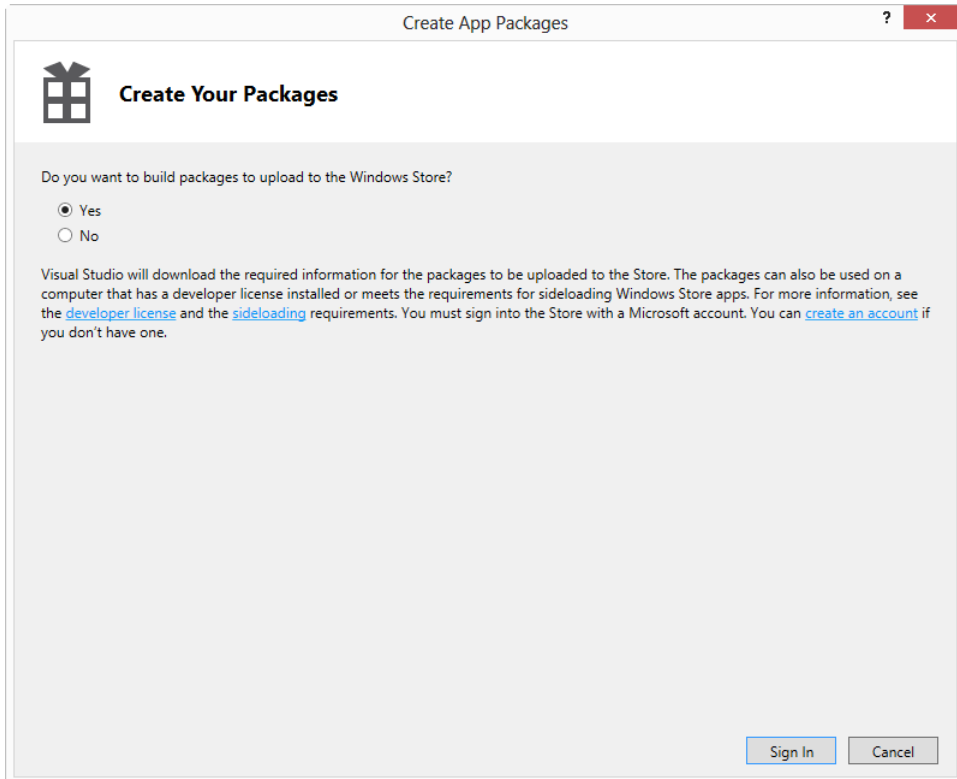 Create App Packages
?
Create Your Packages
Do you want to build packages to upload to the Windows Store?
Yes
No
Visual Studio will download the required information for the packages to be uploaded to the Store. The packages can also be used on a
computer that has a developer license installed or meets the requirements for sideloading Windows Store apps. For more information, see
the developer license and the sideloading requirements. You must sign into the Store with a Microsoft account. You can create an account if
you don't have one.
Sign In
Cancel